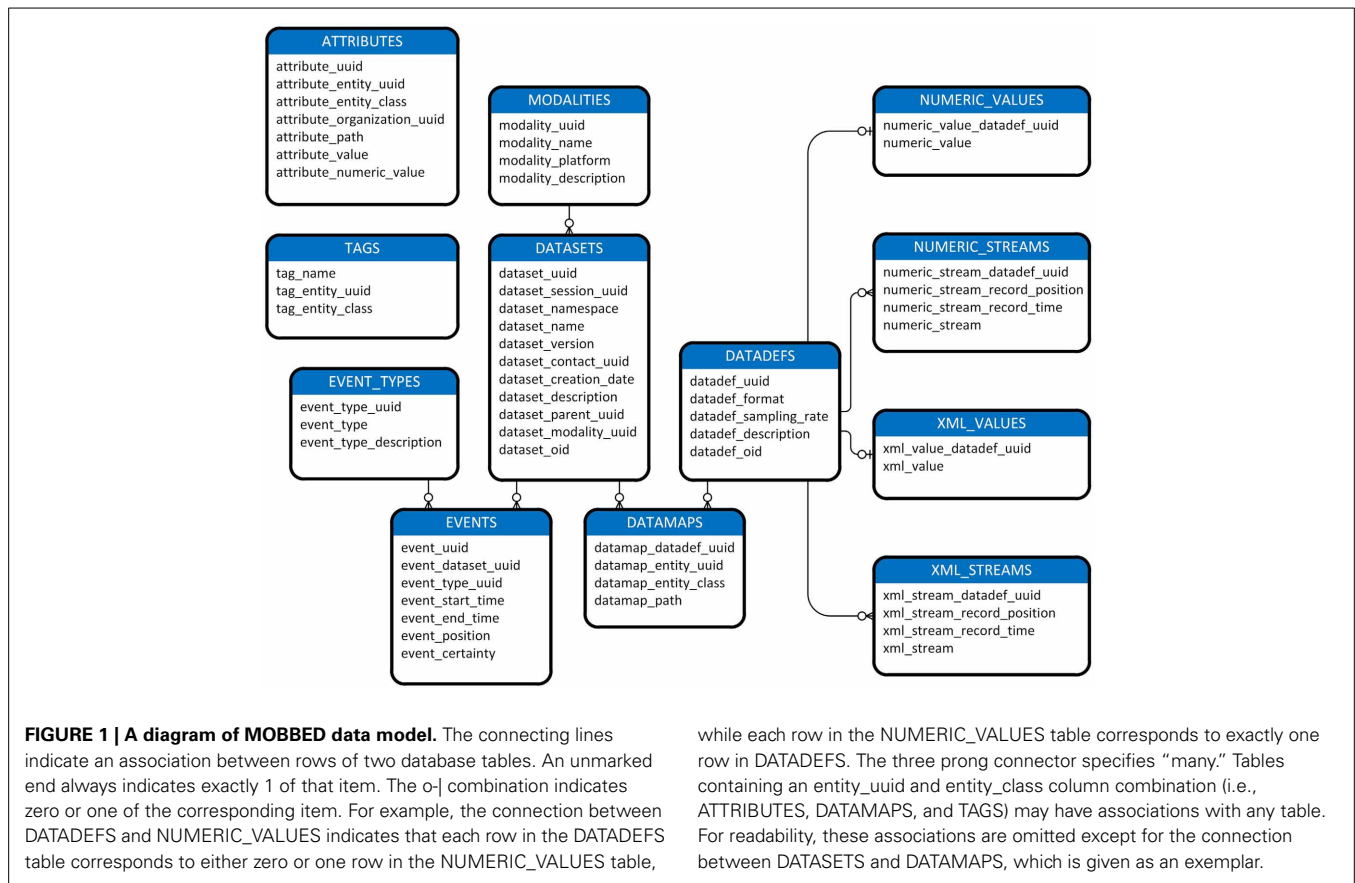 ATTRIBUTES
attribute_uuid
attribute_entity_uuid
attribute_entity_class
attribute_organization_uuid
attribute_path
attribute_value
attribute_numeric_value
MODALITIES
modality_uuid
modality_name
modality_platform
modality_description
NUMERIC_VALUES
numeric_value_datadef_uuid
numeric_value
TAGS
tag_name
tag_entity_uuid
tag_entity_class
DATASETS
dataset_uuid
dataset_session_uuid
dataset_namespace
dataset_name
dataset_version
dataset_contact_uuid
dataset_creation_date
dataset_description
dataset_parent_uuid
dataset_modality_uuid
dataset_oid
NUMERIC_STREAMS
numeric_stream_datadef_uuid
numeric_stream_record_position
numeric_stream_record_time
numeric_stream
DATADEFS
datadef_uuid
datadef_format
datadef_sampling_rate
datadef_description
datadef_oid
EVENT_TYPES
event_type_uuid
event_type
event_type_description
XML_VALUES
xml_value_datadef_uuid
xml_value
EVENTS
event_uuid
event_dataset_uuid
event_type_uuid
event_start_time
event_end_time
event_position
event_certainty
DATAMAPS
datamap_datadef_uuid
datamap_entity_uuid
datamap_entity_class
datamap_path
XML_STREAMS
xml_stream_datadef_uuid
xml_stream_record_position
xml_stream_record_time
xml_stream
FIGURE 1 | A diagram of MOBBED data model. The connecting lines
indicate an association between rows of two database tables. An unmarked
end always indicates exactly 1 of that item. The o-| combination indicates
zero or one of the corresponding item. For example, the connection between
DATADEFS and NUMERIC_VALUES indicates that each row in the DATADEFS
table corresponds to either zero or one row in the NUMERIC_VALUES table,
while each row in the NUMERIC_VALUES table corresponds to exactly one
row in DATADEFS. The three prong connector specifies “many.” Tables
containing an entity_uuid and entity_class column combination (i.e.,
ATTRIBUTES, DATAMAPS, and TAGS) may have associations with any table.
For readability, these associations are omitted except for the connection
between DATASETS and DATAMAPS, which is given as an exemplar.